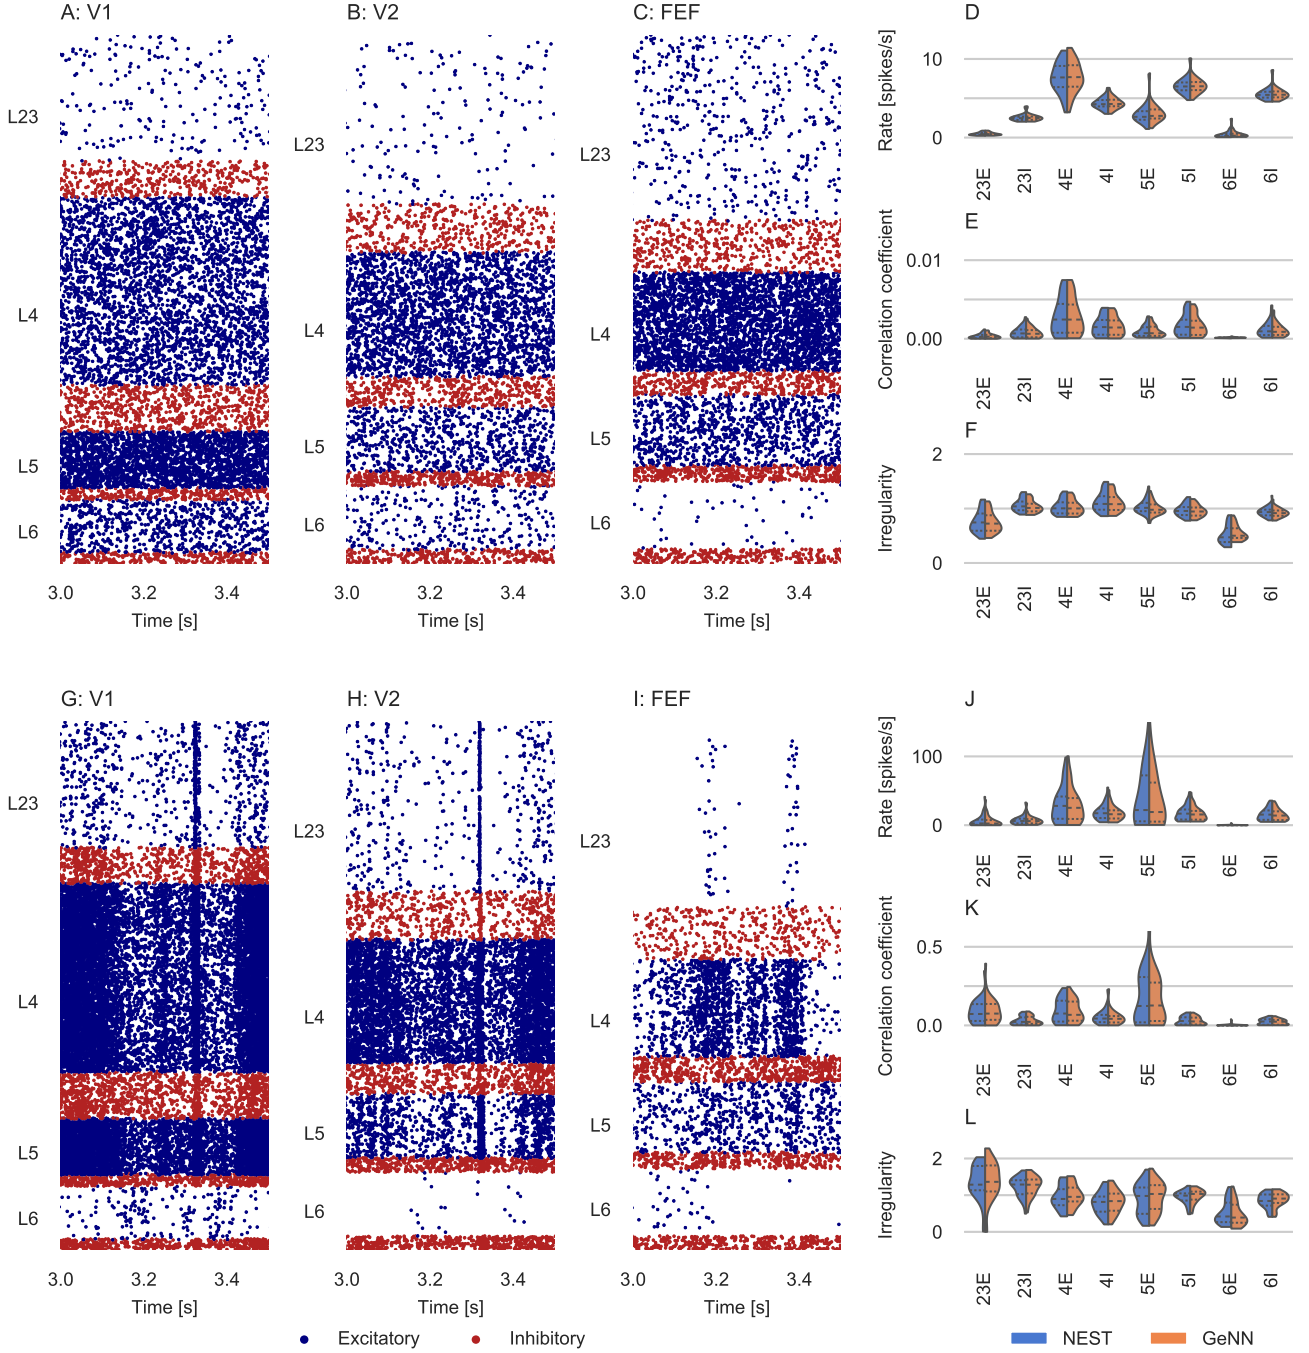 A: V1
B: V2
C: FEF
D
L23
L4
L5
L6
3.0 3.2 3.4
Time [s]
L23
L4
L5
L6
3.0 3.2 3.4
Time [s]
L23
L4
L5
L6
3.0 3.2 3.4
Time [s]
Rate [spikes/s]
10
0
23E 23I 4E 4I 5E 5I 6E 6I
E
Correlation coefficient
0.01
0.00
23E 23I 4E 4I 5E 5I 6E 6I
F
Irregularity
2
0
23E 23I 4E 4I 5E 5I 6E 6I
G: V1
H: V2
I: FEF
J
L23
L4
L5
L6
3.0 3.2 3.4
Time [s]
L23
L4
L5
L6
3.0 3.2 3.4
Time [s]
L23
L4
L5
L6
3.0 3.2 3.4
Time [s]
Rate [spikes/s]
100
0
23E 23I 4E 4I 5E 5I 6E 6I
K
Correlation coefficient
0.5
0.0
23E 23I 4E 4I 5E 5I 6E 6I
L
Irregularity
2
0
23E 23I 4E 4I 5E 5I 6E 6I
Excitatory Inhibitory
NEST GeNN